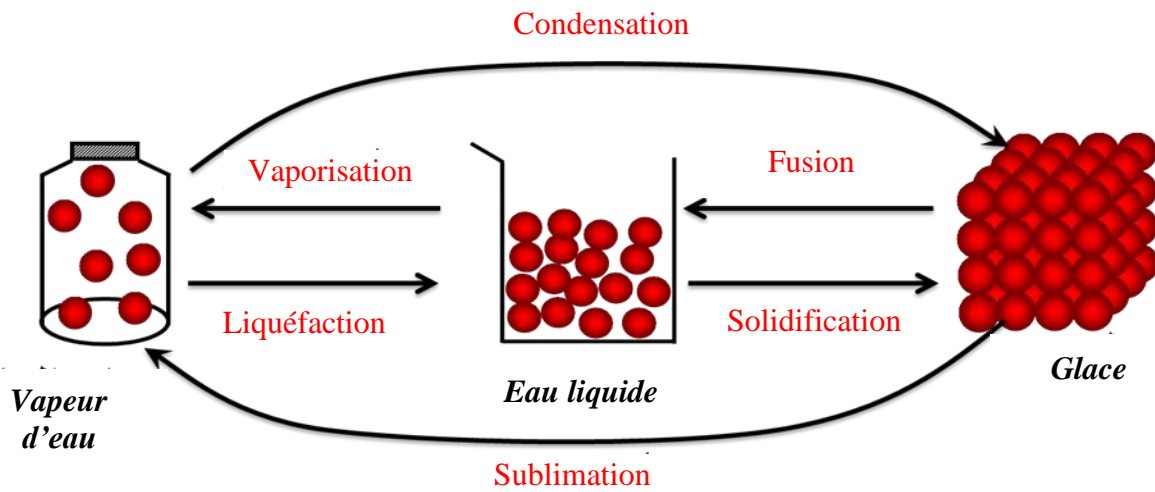 Condensation
Vaporisation
Fusion
Liquéfaction
Solidification
Vapeur
d’eau
Eau liquide
Glace
Sublimation